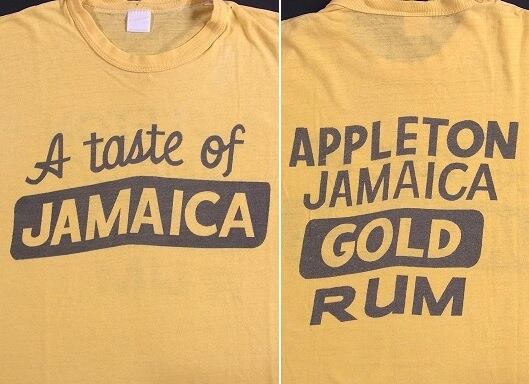 A taste of
JAMAICA
APPLETON
JAMAICA
GOLD
RUM